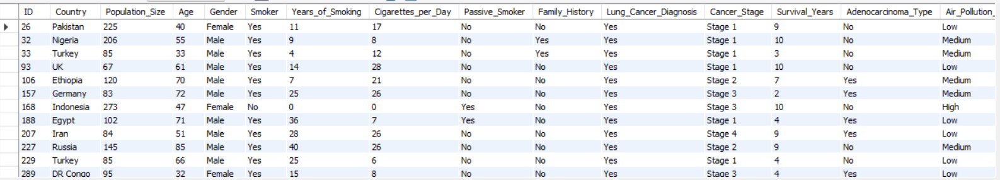 ID Country Population_Size Age Gender Smoker Years_of_Smoking Cigarettes_per_Day Passive_Smoker Family_History Lung_Cancer_Diagnosis Cancer_Stage Survival_Years Adenocarcinoma_Type Air_Pollution_
26 Pakistan 225 40 Female Yes 11 17 No No Yes Stage 1 9 No Low
32 Nigeria 206 55 Male Yes 9 8 No Yes Yes Stage 1 10 No Medium
33 Turkey 85 33 Male Yes 4 12 No Yes Yes Stage 1 3 No Medium
93 UK 67 61 Male Yes 14 28 No No Yes Stage 1 10 No Low
106 Ethiopia 120 70 Male Yes 7 21 No No Yes Stage 2 7 Yes Medium
157 Germany 83 72 Male Yes 25 26 No No Yes Stage 3 2 Yes Medium
168 Indonesia 273 47 Female No 0 0 Yes No Yes Stage 3 10 No High
188 Egypt 102 71 Male Yes 36 7 Yes No Yes Stage 1 4 Yes Low
207 Iran 84 51 Male Yes 28 26 No No Yes Stage 4 9 Yes Low
227 Russia 145 85 Male Yes 40 26 No No Yes Stage 2 9 No Medium
229 Turkey 85 66 Male Yes 25 6 No No Yes Stage 1 4 No Low
289 DR Congo 95 32 Female Yes 15 8 No No Yes Stage 3 4 Yes Low